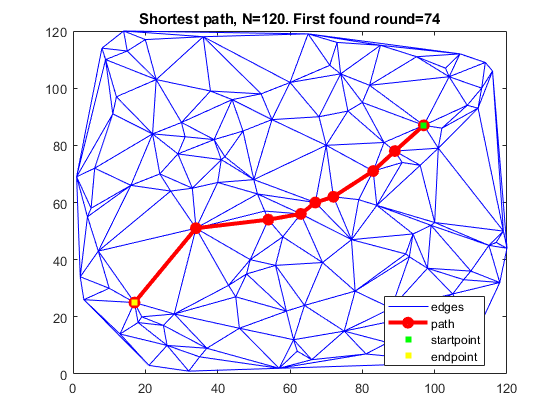 Shortest path, N=120. First found round=74
120
100
80
60
40
20
0
0 20 40 60 80 100 120
edges
path
startpoint
endpoint